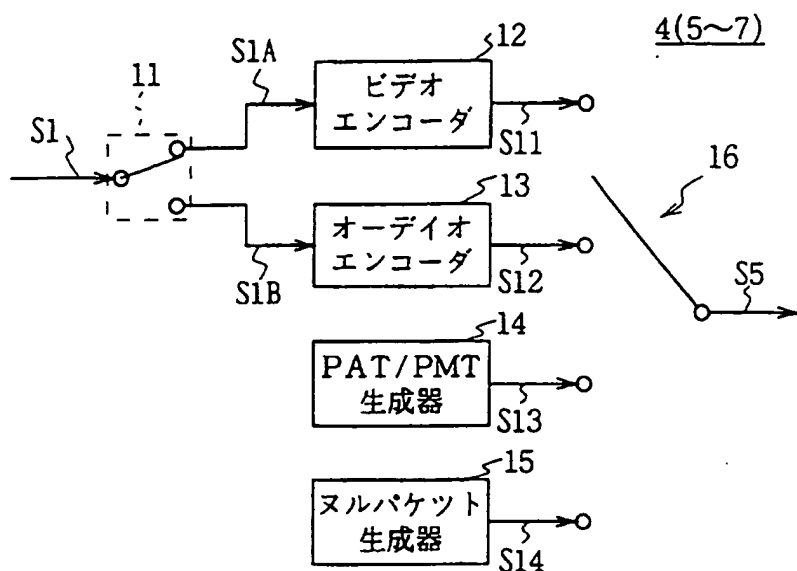 4(5~7)
12
S1A
ビデオ
エンコーダ
S11
11
S1
16
13
オーデイオ
エンコーダ
S1B
S12
S5
14
PAT/PMT
生成器
S13
15
ヌルパケツト
生成器
S14